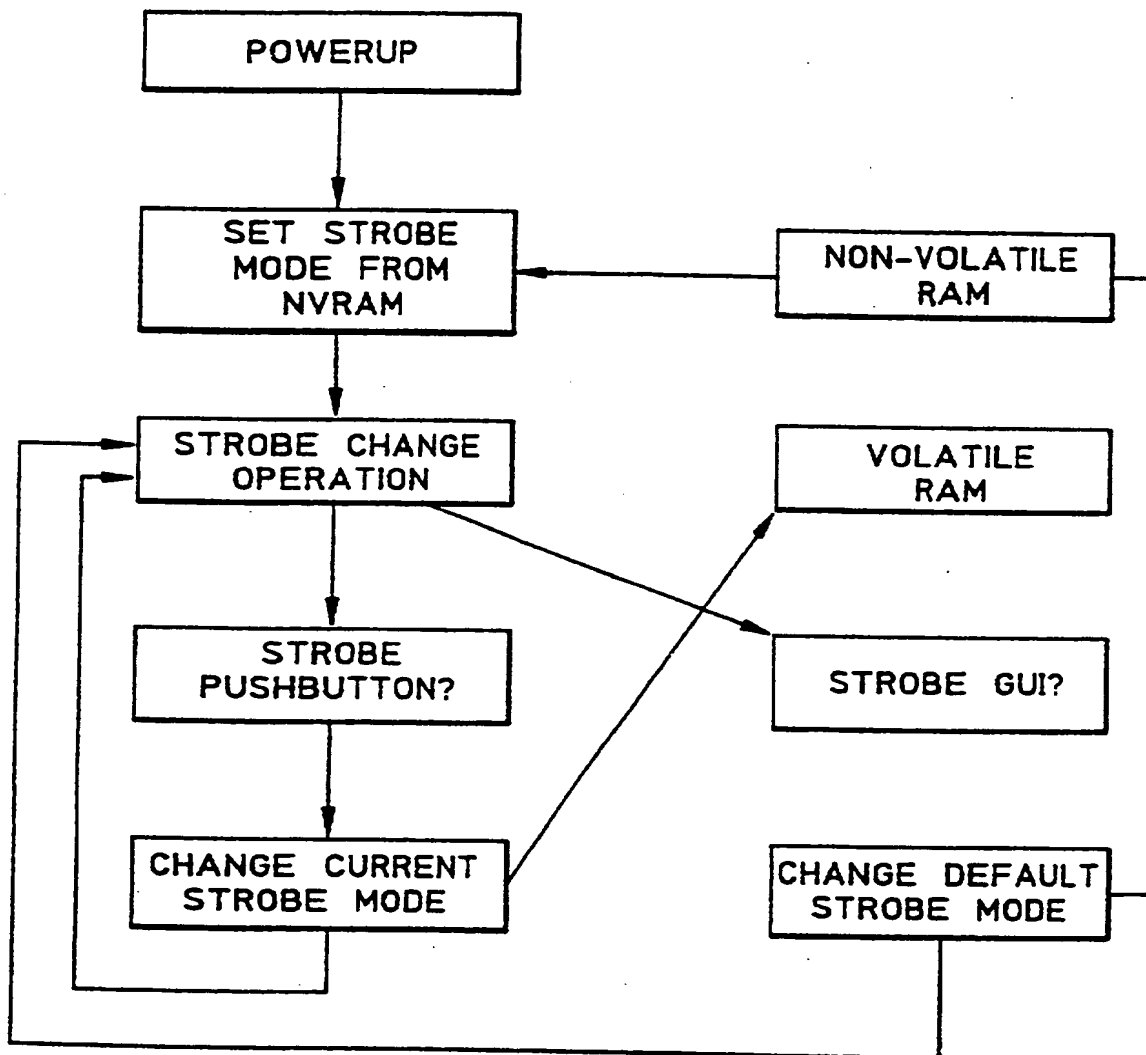 POWERUP
SET STROBE
MODE FROM
NVRAM
NON-VOLATILE
RAM
STROBE CHANGE
OPERATION
VOLATILE
RAM
STROBE
PUSHBUTTON?
STROBE GUI?
CHANGE CURRENT
STROBE MODE
CHANGE DEFAULT
STROBE MODE